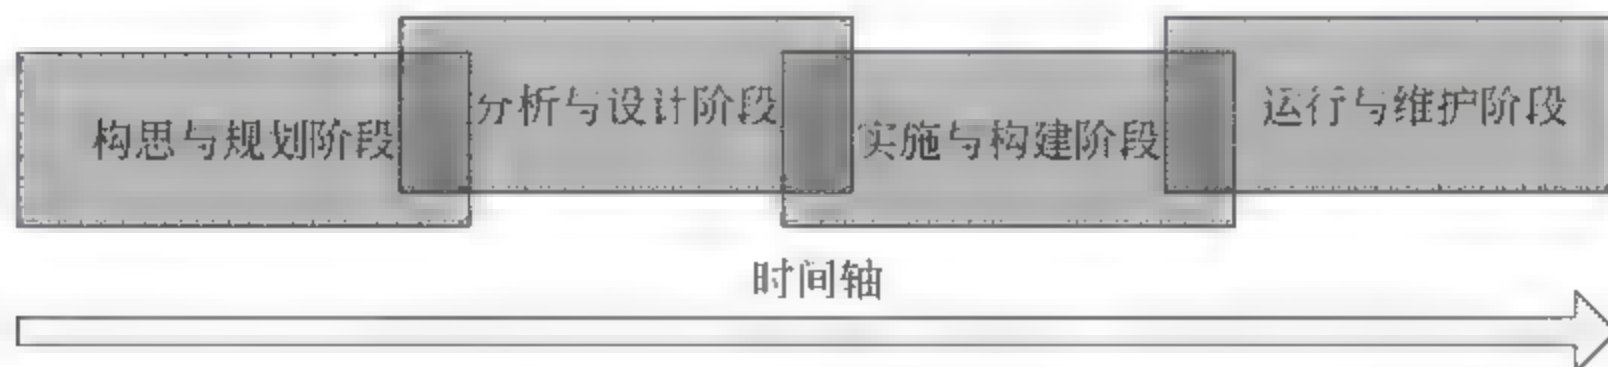 构思与规划阶段
分析与设计阶段
实施与构建阶段
运行与维护阶段
时间轴